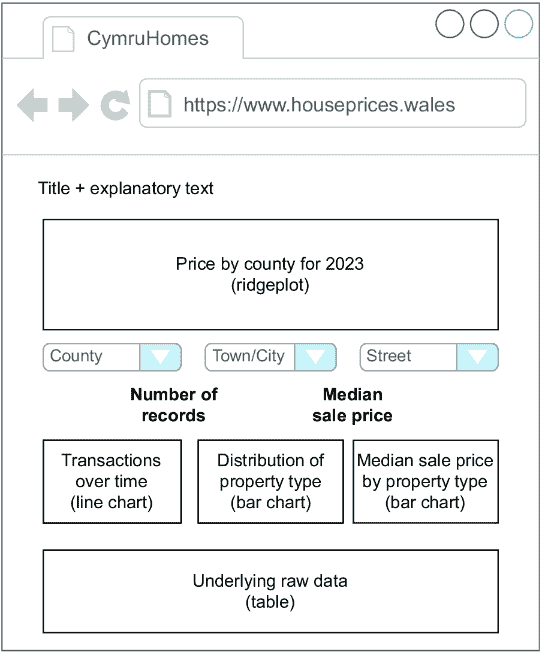 CymruHomes
https://www.houseprices.wales
Title + explanatory text
Price by county for 2023
(ridgeplot)
County
Town/City
Street
Number of
records
Median
sale price
Transactions
over time
(line chart)
Distribution of
property type
(bar chart)
Median sale price
by property type
(bar chart)
Underlying raw data
(table)